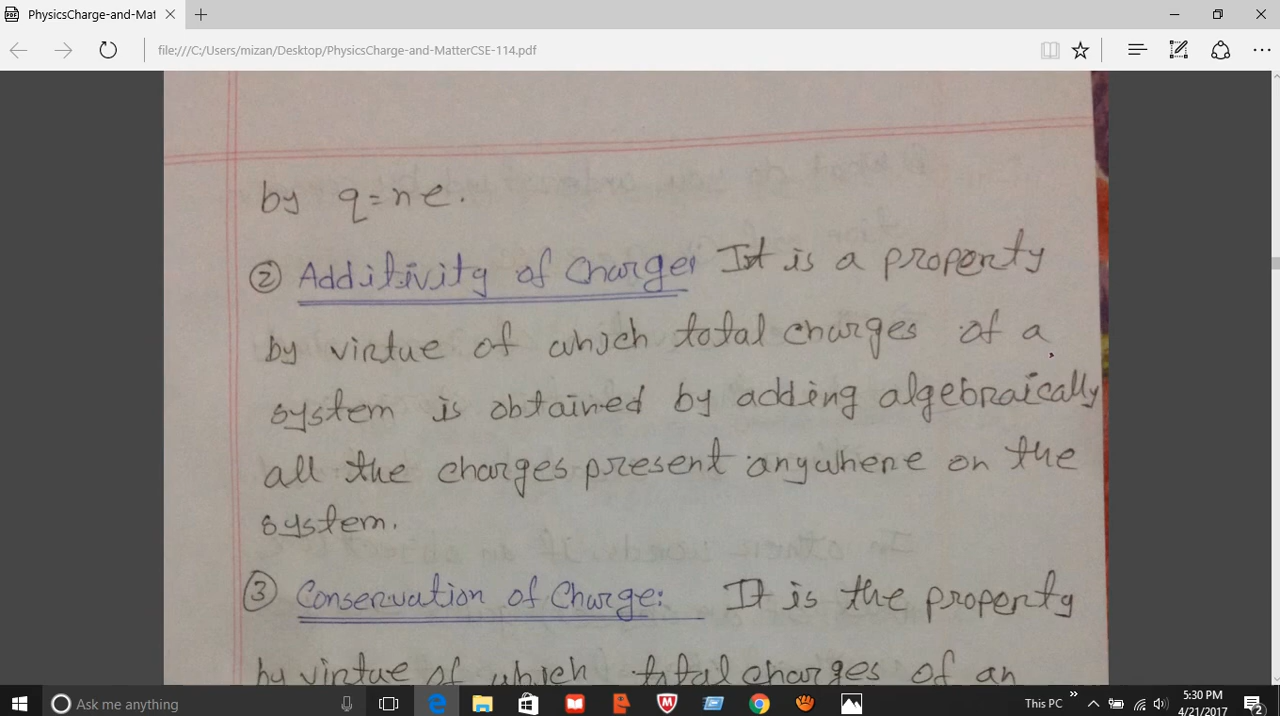 PhysicsCharge-and-Mat
file:///C:/Users/mizan/Desktop/PhysicsCharge-and-MatterCSE-114.pdf
by q=ne.
② Additivity of Charge: It is a property
by virtue of which total charges of a
system is obtained by adding algebraically
all the charges present anywhere on the
system.
③ Conservation of Charge: It is the property
by virtue of which total charges of an
Ask me anything
This PC
5:30 PM
4/21/2017
2